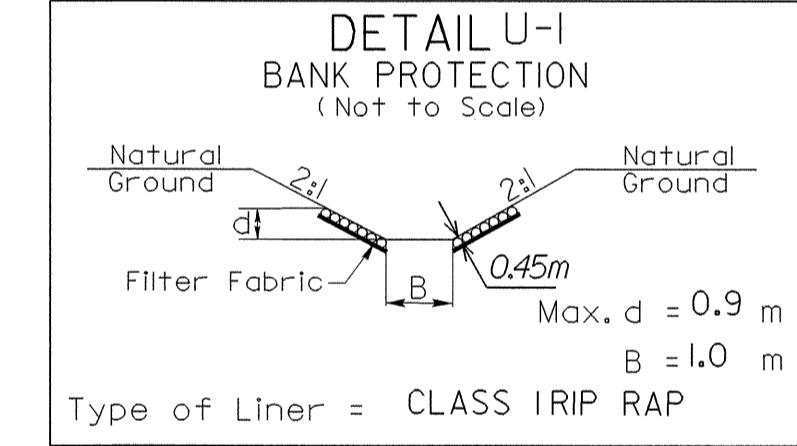 DETAIL U-1
BANK PROTECTION
(Not to Scale)
Natural
Ground
2:1
2:1
Natural
Ground
d
Filter Fabric
B
0.45m
Max. d = 0.9 m
B = 1.0 m
Type of Liner = CLASS I RIP RAP